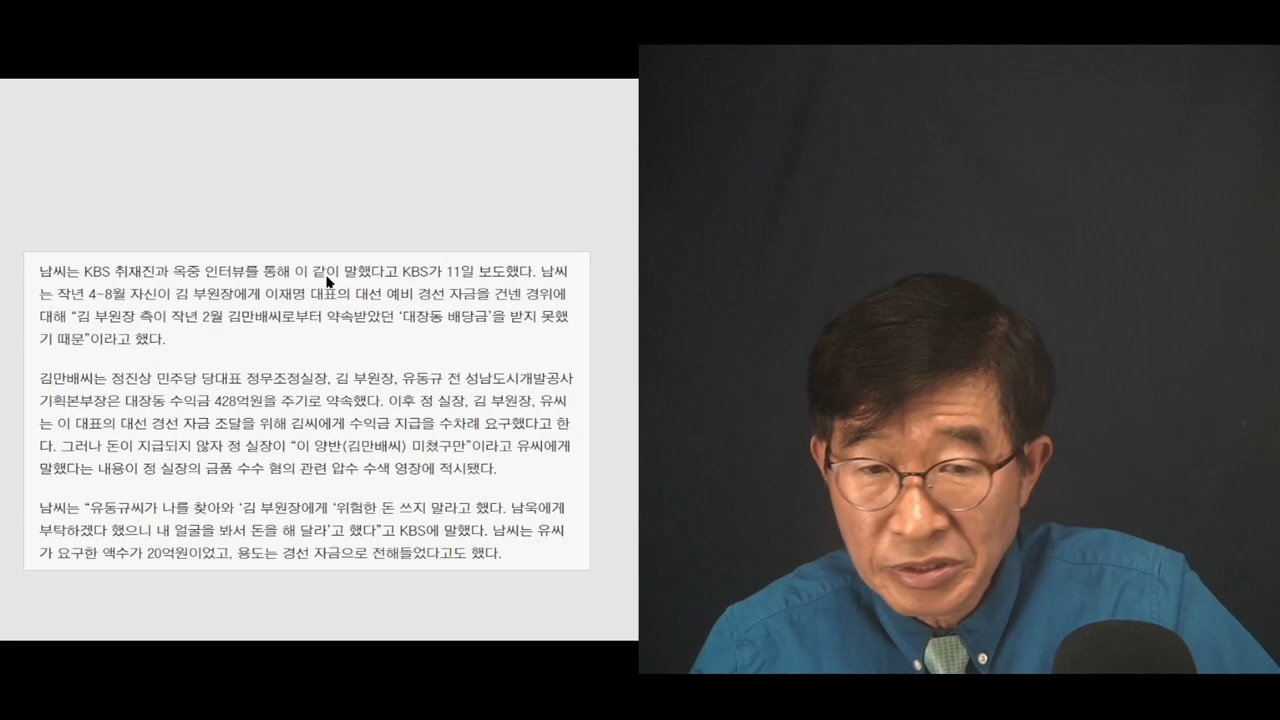 남씨는 KBS 취재진과 옥중 인터뷰를 통해 이 같이 말했다고 KBS가 11일 보도했다. 남씨
는 작년 4~8월 자신이 김 부원장에게 이재명 대표의 대선 예비 경선 자금을 건넨 경위에
대해 “김 부원장 측이 작년 2월 김만배씨로부터 약속받았던 ‘대장동 배당금’을 받지 못했
기 때문”이라고 했다.
김만배씨는 정진상 민주당 당대표 정무조정실장, 김 부원장, 유동규 전 성남도시개발공사
기획본부장은 대장동 수익금 428억원을 주기로 약속했다. 이후 정 실장, 김 부원장, 유씨
는 이 대표의 대선 경선 자금 조달을 위해 김씨에게 수익금 지급을 수차례 요구했다고 한
다. 그러나 돈이 지급되지 않자 정 실장이 “이 양반(김만배씨) 미쳤구만”이라고 유씨에게
말했다는 내용이 정 실장의 금품 수수 혐의 관련 압수 수색 영장에 적시됐다.
남씨는 “유동규씨가 나를 찾아와 ‘김 부원장에게 ‘위험한 돈 쓰지 말라고 했다. 남욱에게
부탁하겠다 했으니 내 얼굴을 봐서 돈을 해 달라’고 했다”고 KBS에 말했다. 남씨는 유씨
가 요구한 액수가 20억원이었고, 용도는 경선 자금으로 전해들었다고도 했다.